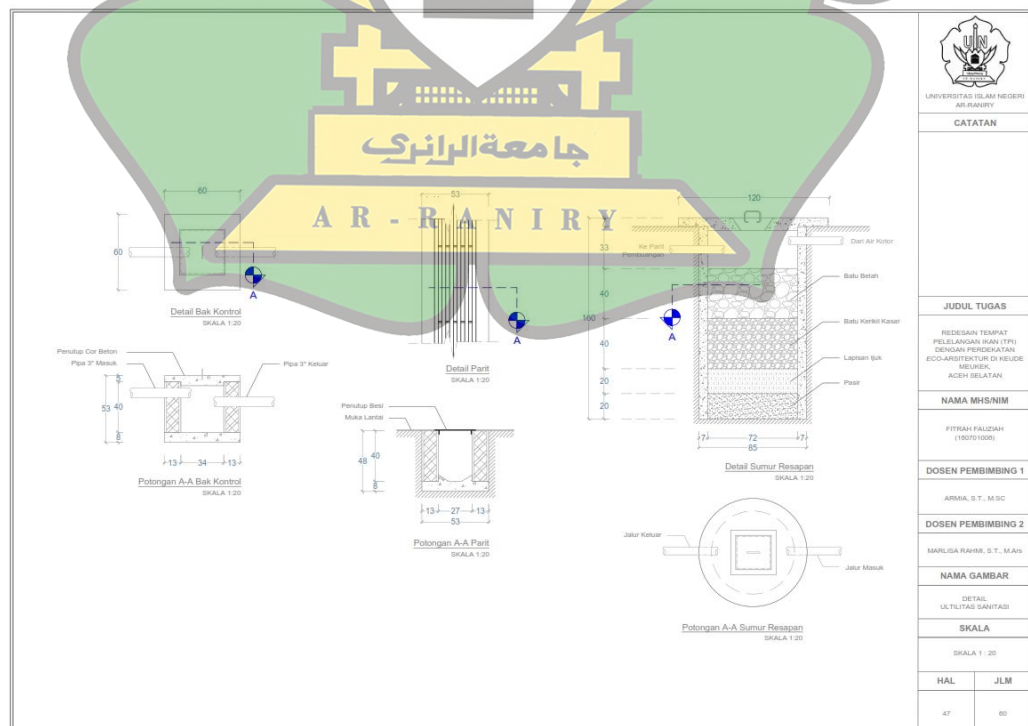 جامعة الرانري
AR-RANIRY
60
60
A
Detail Bak Kontrol
SKALA 1:20
53
A
Detail Parit
SKALA 1:20
120
Ke Parit
Pembuangan
Dari Air Kotor
Batu Belah
Batu Kerikil Kasar
Lapisan Ijuk
Pasir
160
33
40
40
20
20
A
7
72
7
85
Detail Sumur Resapan
SKALA 1:20
Penutup Cor Beton
Pipa 3" Masuk
Pipa 3" Keluar
53
5
40
8
13
34
13
Potongan A-A Bak Kontrol
SKALA 1:20
Penutup Besi
Muka Lantai
48
40
8
13
27
13
53
Potongan A-A Parit
SKALA 1:20
Jalur Keluar
Jalur Masuk
Potongan A-A Sumur Resapan
SKALA 1:20
UIN
UNIVERSITAS ISLAM NEGERI
AR-RANIRY
CATATAN
JUDUL TUGAS
REDESAIN TEMPAT
PELELANGAN IKAN (TPI)
DENGAN PERDEKATAN
ECO-ARSITEKTUR DI KEUDE
MEUKEK,
ACEH SELATAN
NAMA MHS/NIM
FITRAH FAUZIAH
(160701006)
DOSEN PEMBIMBING 1
ARMIA, S.T., M.SC
DOSEN PEMBIMBING 2
MARLISA RAHMI, S.T., M.Ars
NAMA GAMBAR
DETAIL
ULTILITAS SANITASI
SKALA
SKALA 1 : 20
HAL JLM
47 60